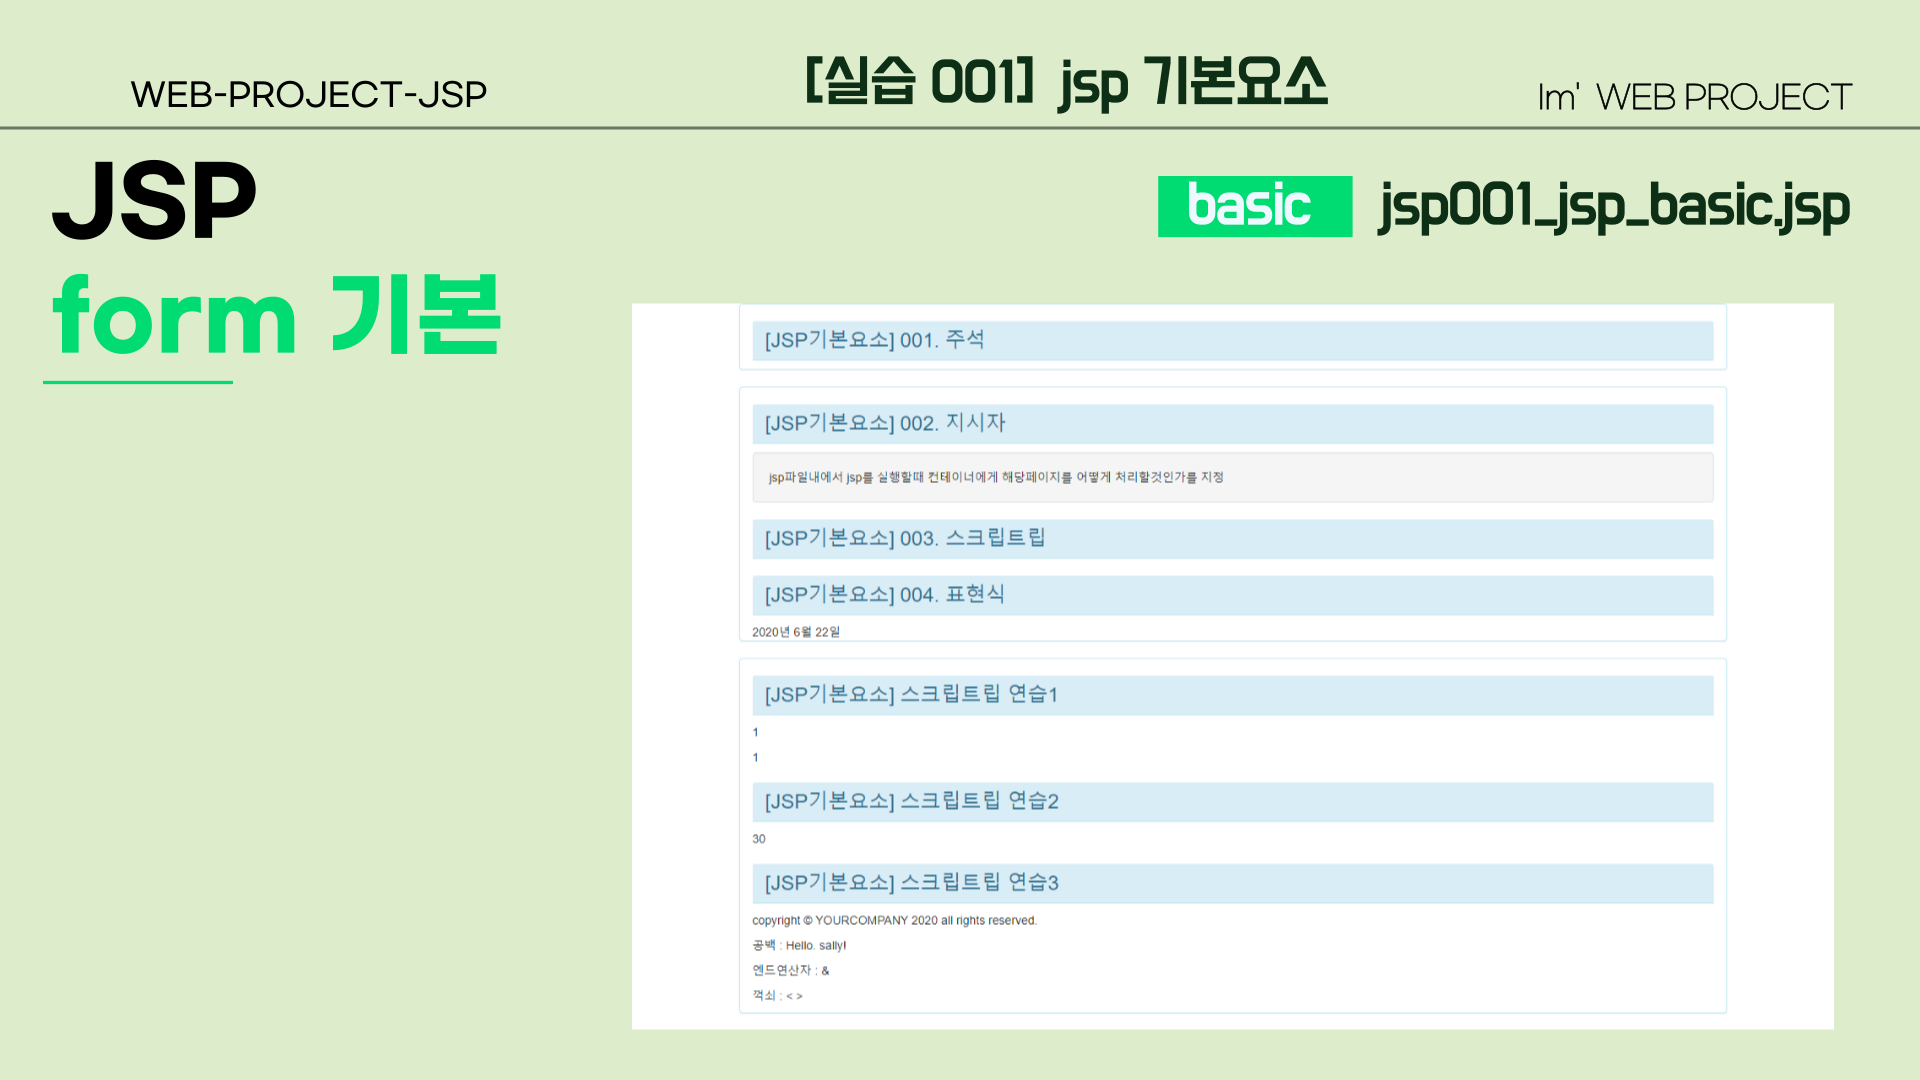 WEB-PROJECT-JSP
[실습 001] jsp 기본요소
Im' WEB PROJECT
JSP
form 기본
basic
jsp001_jsp_basic.jsp
[JSP기본요소] 001. 주석
[JSP기본요소] 002. 지시자
jsp파일내에서 jsp를 실행할때 컨테이너에게 해당페이지를 어떻게 처리할것인가를 지정
[JSP기본요소] 003. 스크립트립
[JSP기본요소] 004. 표현식
2020년 6월 22일
[JSP기본요소] 스크립트립 연습1
1
1
[JSP기본요소] 스크립트립 연습2
30
[JSP기본요소] 스크립트립 연습3
copyright © YOURCOMPANY 2020 all rights reserved.
공백 : Hello. sally!
엔드연산자 : &
꺽쇠 : < >